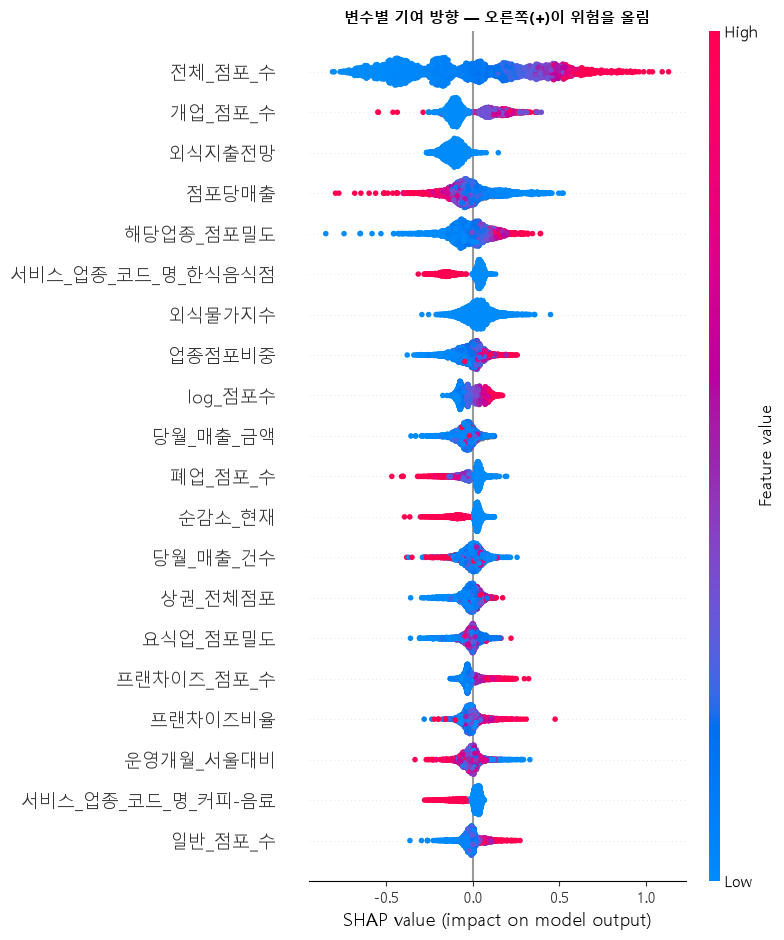 변수별 기여 방향 — 오른쪽(+)이 위험을 올림
High
전체_점포_수
개업_점포_수
외식지출전망
점포당매출
해당업종_점포밀도
서비스_업종_코드_명_한식음식점
외식물가지수
업종점포비중
log_점포수
당월_매출_금액
폐업_점포_수
순감소_현재
당월_매출_건수
상권_전체점포
요식업_점포밀도
프랜차이즈_점포_수
프랜차이즈비율
운영개월_서울대비
서비스_업종_코드_명_커피-음료
일반_점포_수
Feature value
Low
-0.5 0.0 0.5 1.0
SHAP value (impact on model output)